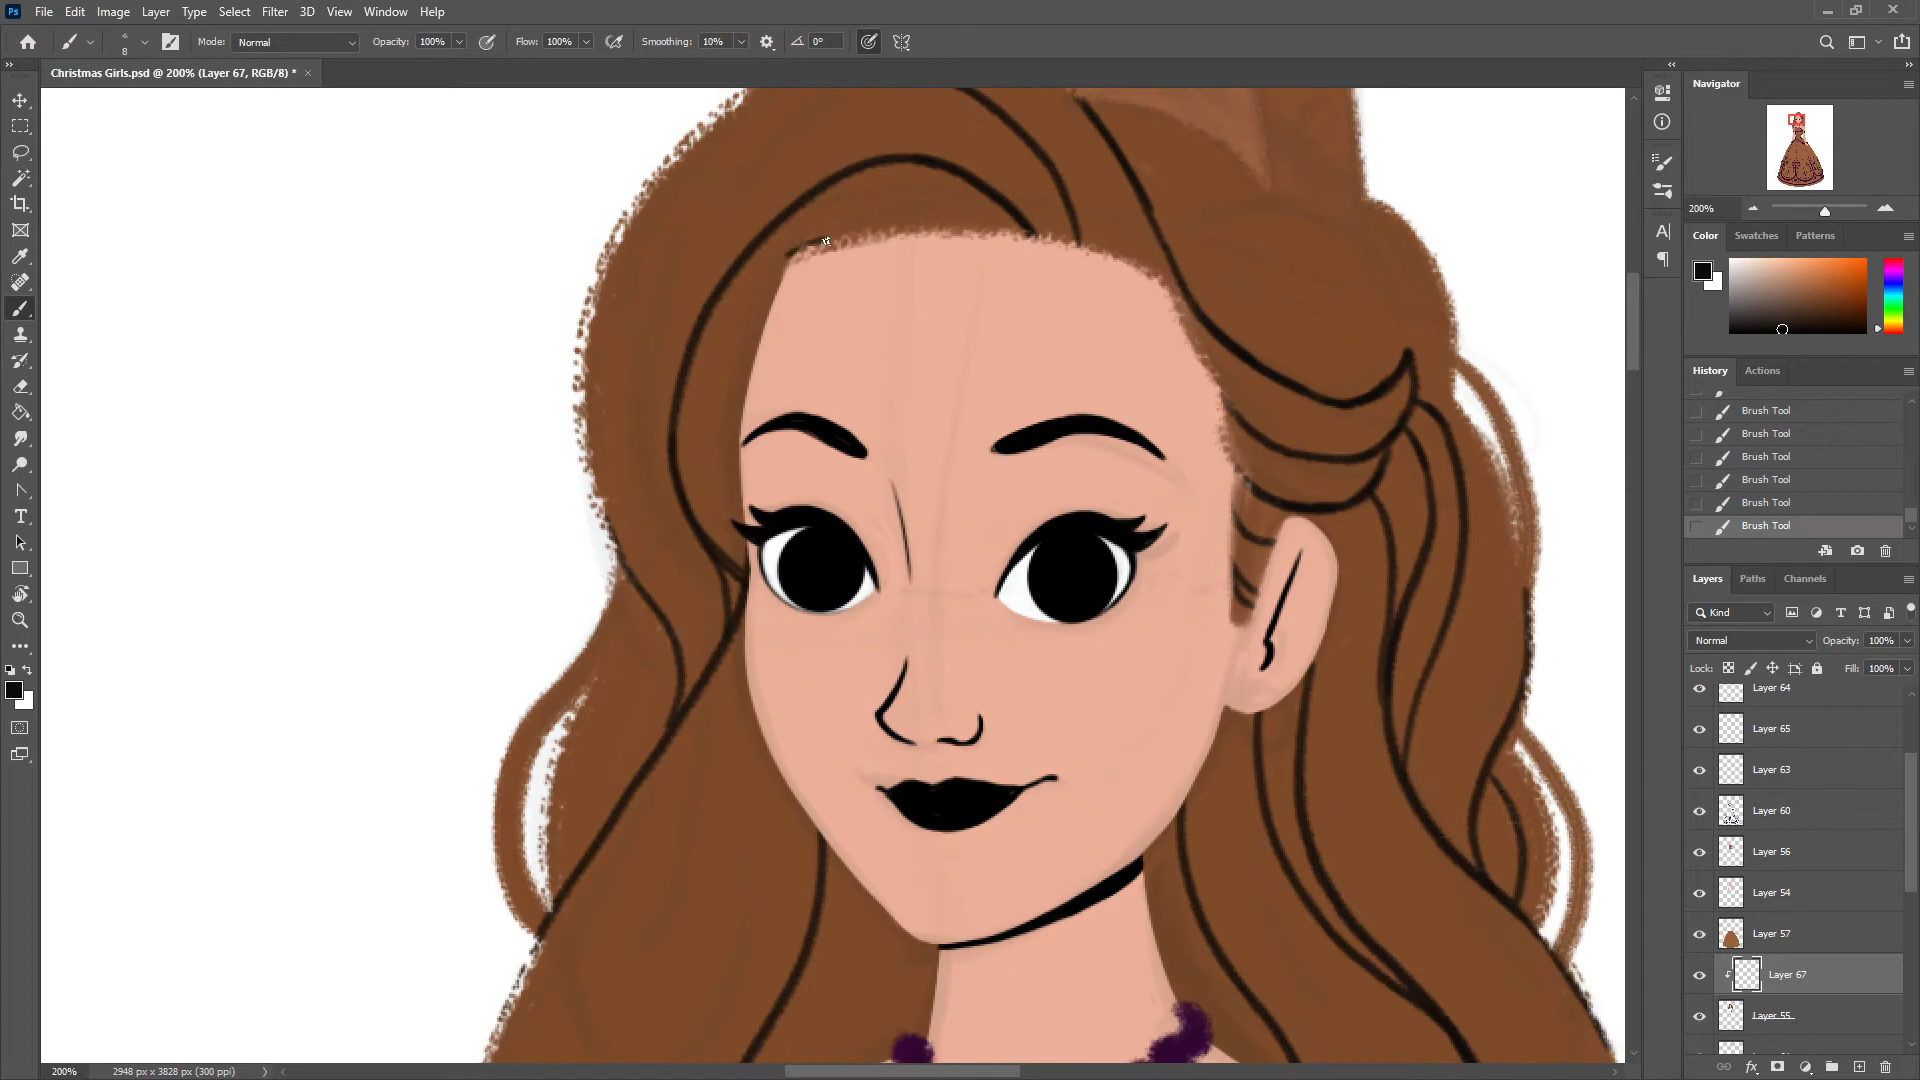 Ps File Edit Image Layer Type Select Filter 3D View Window Help
8 Mode: Normal Opacity: 100% Flow: 100% Smoothing: 10% 0°
Christmas Girls.psd @ 200% (Layer 67, RGB/8) * ×
Navigator
200%
Color Swatches Patterns
History Actions
Brush Tool
Brush Tool
Brush Tool
Brush Tool
Brush Tool
Brush Tool
Layers Paths Channels
Kind
Normal Opacity: 100%
Lock: Fill: 100%
Layer 64
Layer 65
Layer 63
Layer 60
Layer 56
Layer 54
Layer 57
Layer 67
Layer 55
200% 2948 px x 3828 px (300 ppi)